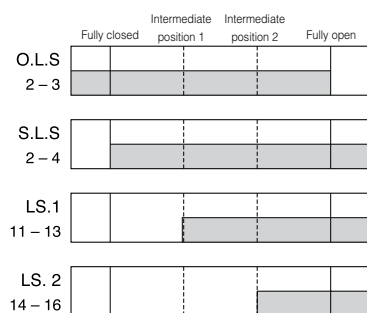 Intermediate Intermediate
Fully closed position 1 position 2 Fully open
O.L.S
2 – 3
S.L.S
2 – 4
LS.1
11 – 13
LS. 2
14 – 16